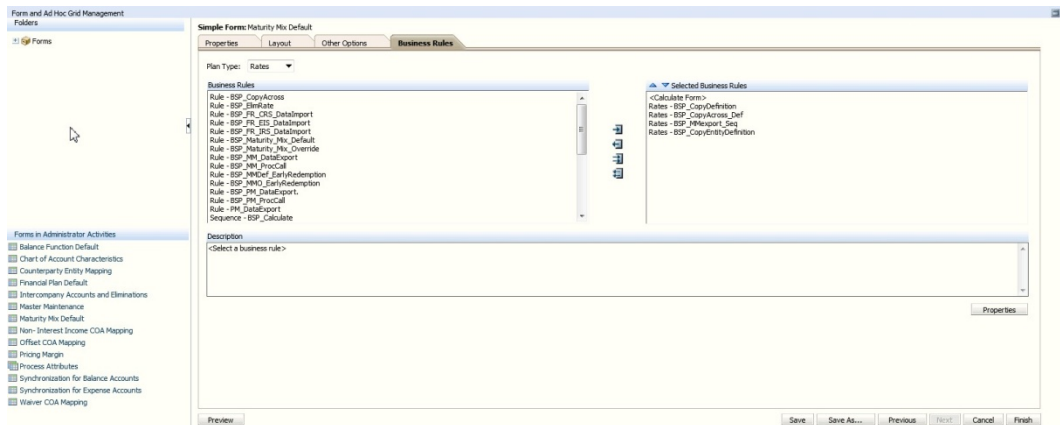 Form and Ad Hoc Grid Management
Folders
Forms
Simple Form: Maturity Mix Default
Properties Layout Other Options Business Rules
Plan Type: Rates
Business Rules
Rule - BSP_CopyAcross
Rule - BSP_ElimRate
Rule - BSP_FR_CRS_DataImport
Rule - BSP_FR_EIS_DataImport
Rule - BSP_FR_IRS_DataImport
Rule - BSP_Maturity_Mix_Default
Rule - BSP_Maturity_Mix_Override
Rule - BSP_MM_DataExport
Rule - BSP_MM_ProcCall
Rule - BSP_MMDef_EarlyRedemption
Rule - BSP_MMO_EarlyRedemption
Rule - BSP_PM_DataExport.
Rule - BSP_PM_ProcCall
Rule - PM_DataExport
Sequence - BSP_Calculate
Selected Business Rules
<Calculate Form>
Rates - BSP_CopyDefinition
Rates - BSP_CopyAcross_Def
Rates - BSP_MMexport_Seq
Rates - BSP_CopyEntityDefinition
Description
<Select a business rule>
Properties
Forms in Administrator Activities
Balance Function Default
Chart of Account Characteristics
Counterparty Entity Mapping
Financial Plan Default
Intercompany Accounts and Eliminations
Master Maintenance
Maturity Mix Default
Non- Interest Income COA Mapping
Offset COA Mapping
Pricing Margin
Process Attributes
Synchronization for Balance Accounts
Synchronization for Expense Accounts
Waiver COA Mapping
Preview Save Save As... Previous Next Cancel Finish